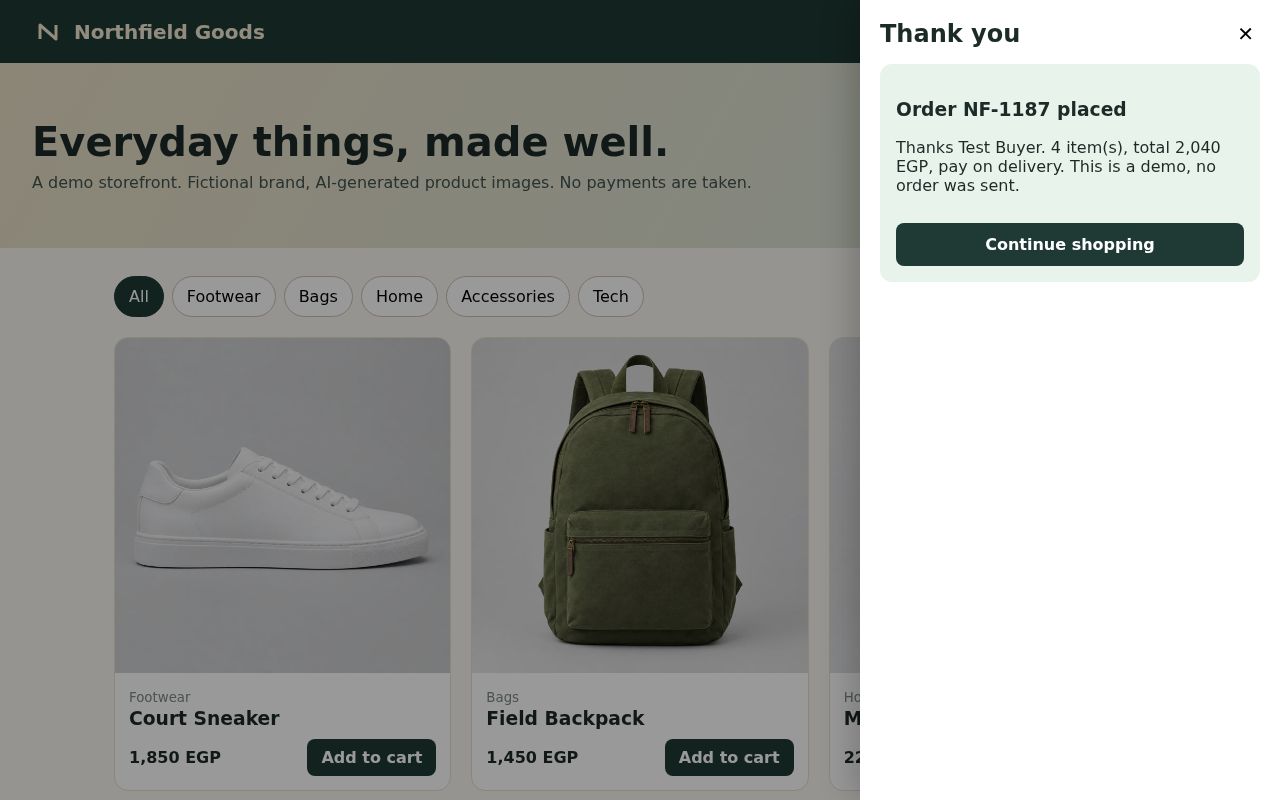 Northfield Goods
Everyday things, made well.
A demo storefront. Fictional brand, AI-generated product images. No payments are taken.
All
Footwear
Bags
Home
Accessories
Tech
Footwear
Court Sneaker
1,850 EGP
Add to cart
Bags
Field Backpack
1,450 EGP
Add to cart
Thank you
Order NF-1187 placed
Thanks Test Buyer. 4 item(s), total 2,040
EGP, pay on delivery. This is a demo, no
order was sent.
Continue shopping